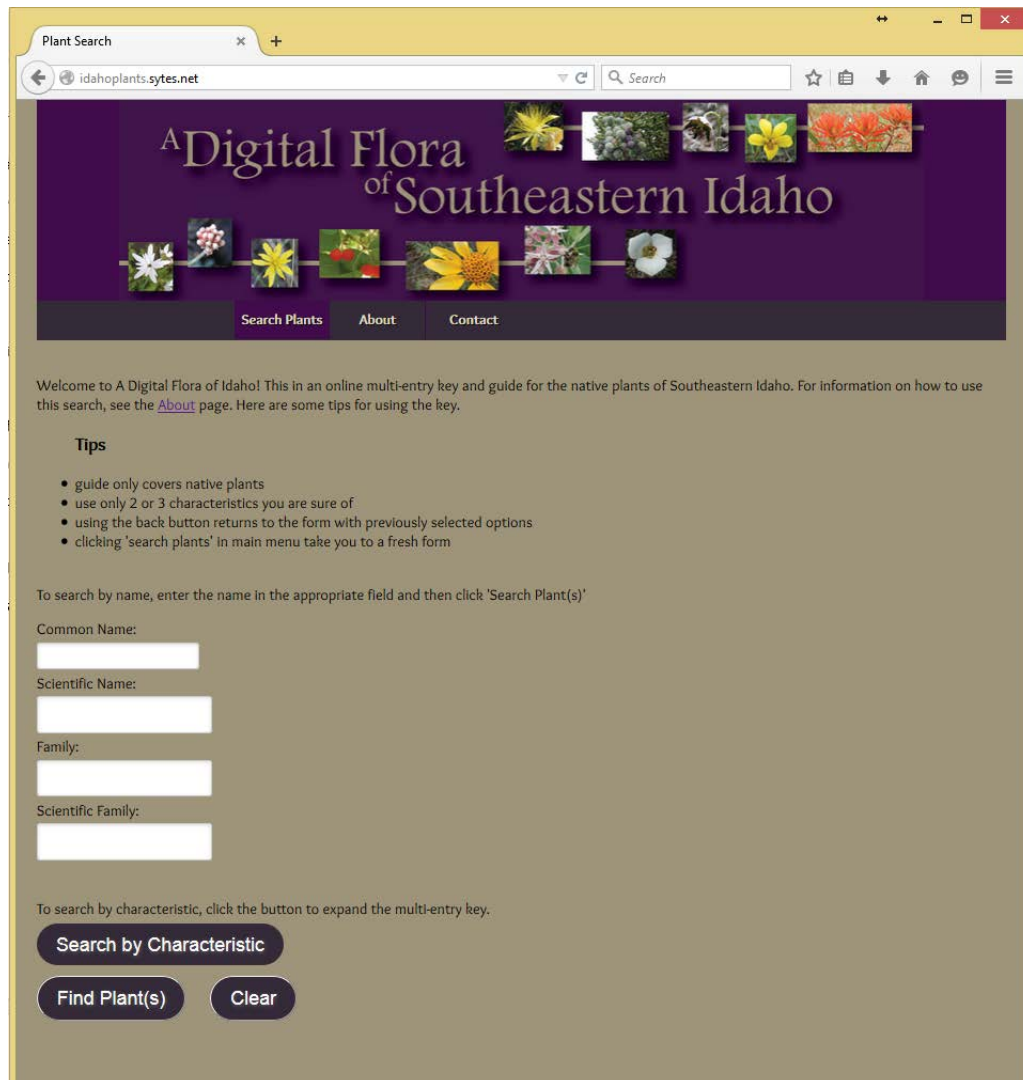 Plant Search
idahoplants.sytes.net
Search
A Digital Flora
of Southeastern Idaho
Search Plants About Contact
Welcome to A Digital Flora of Idaho! This in an online multi-entry key and guide for the native plants of Southeastern Idaho. For information on how to use
this search, see the About page. Here are some tips for using the key.
Tips
• guide only covers native plants
• use only 2 or 3 characteristics you are sure of
• using the back button returns to the form with previously selected options
• clicking 'search plants' in main menu take you to a fresh form
To search by name, enter the name in the appropriate field and then click 'Search Plant(s)'
Common Name:
Scientific Name:
Family:
Scientific Family:
To search by characteristic, click the button to expand the multi-entry key.
Search by Characteristic
Find Plant(s) Clear